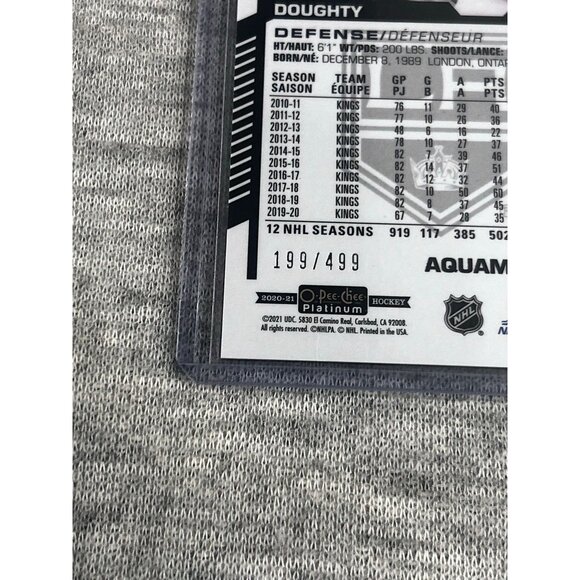 DOUGHTY
DEFENSE/DÉFENSEUR
HT/HAUT: 6'1" WT/PDS: 200 LBS. SHOOTS/LANCE:
BORN/NÉ: DECEMBER 8, 1989 LONDON, ONTAR
SEASON TEAM GP G A PTS
SAISON ÉQUIPE PJ B A PTS
2010-11 KINGS 76 11 29 40
2011-12 KINGS 77 10 26 36
2012-13 KINGS 48 6 16 22
2013-14 KINGS 78 10 27 37
2014-15 KINGS 82 7 39 46
2015-16 KINGS 82 14 37 51
2016-17 KINGS 82 12 32 44
2017-18 KINGS 82 10 50 60
2018-19 KINGS 82 8 37 45
2019-20 KINGS 67 7 28 35
12 NHL SEASONS 919 117 385 502
199/499
AQUAM
2020-21 O-Pee-Chee Platinum HOCKEY
©2021 UDC. 5830 El Camino Real, Carlsbad, CA 92008.
All rights reserved. ©NHLPA. © NHL. Printed in the USA.
NHL